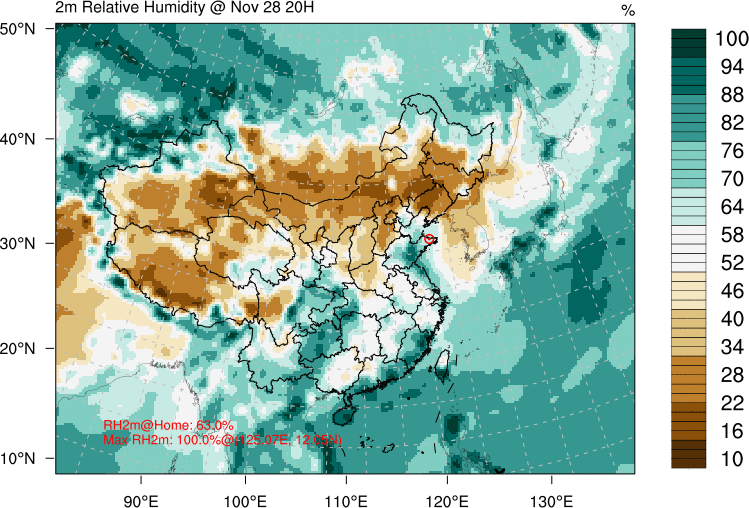 2m Relative Humidity @ Nov 28 20H
%
50°N
40°N
30°N
20°N
10°N
90°E
100°E
110°E
120°E
130°E
RH2m@Home: 63.0%
Max RH2m: 100.0%@(125.07E, 12.65N)
100
94
88
82
76
70
64
58
52
46
40
34
28
22
16
10